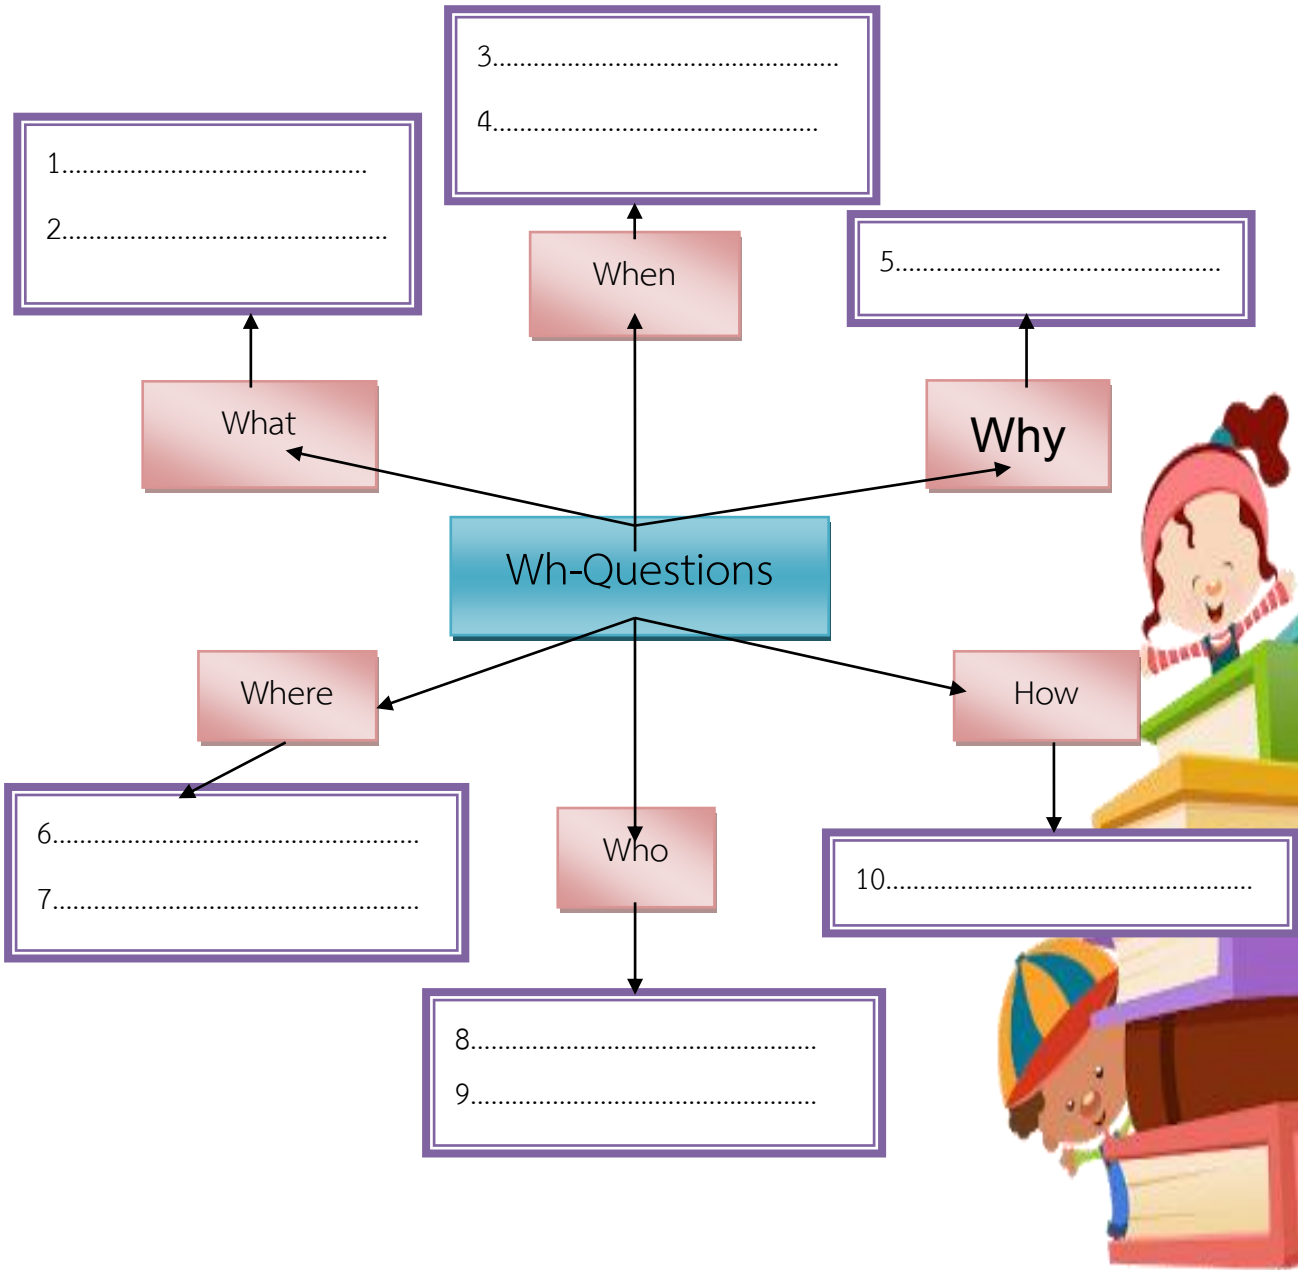 3................................................
4................................................
1................................................
2................................................
When
5................................................
What
Why
Wh-Questions
Where
How
6................................................
7................................................
Who
10................................................
8................................................
9................................................